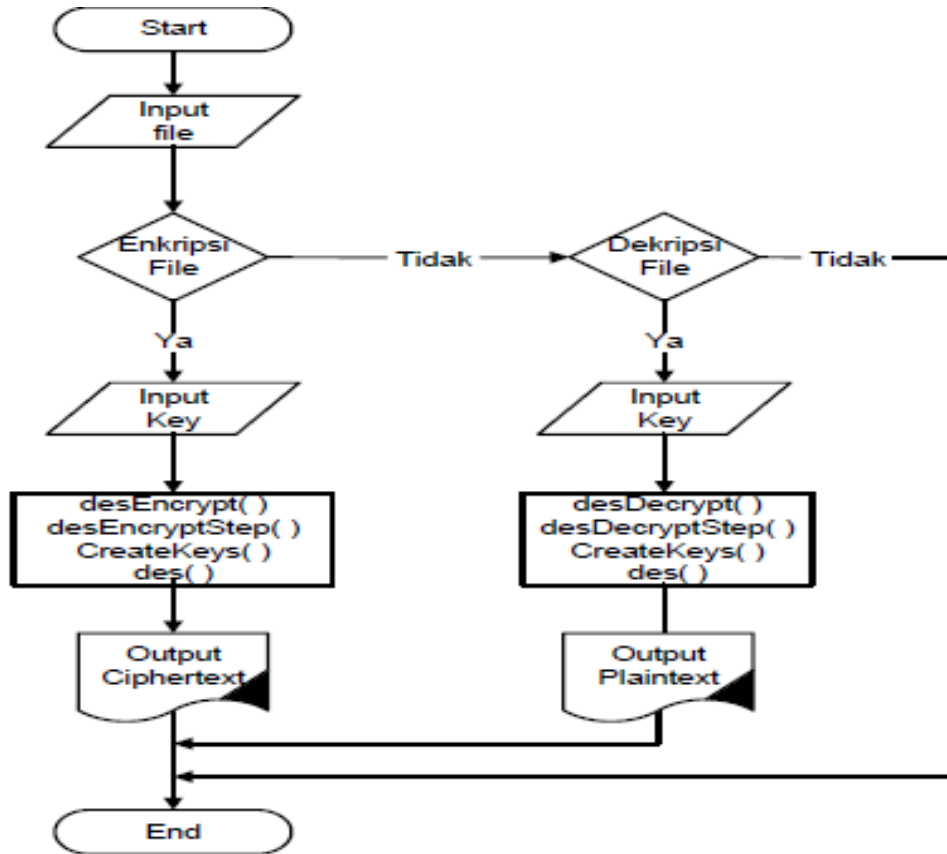 Start
Input
file
Enkripsi
File
Tidak
Dekripsi
File
Tidak
Ya
Ya
Input
Key
Input
Key
desEncrypt( )
desEncryptStep( )
CreateKeys( )
des( )
desDecrypt( )
desDecryptStep( )
CreateKeys( )
des( )
Output
Ciphertext
Output
Plaintext
End